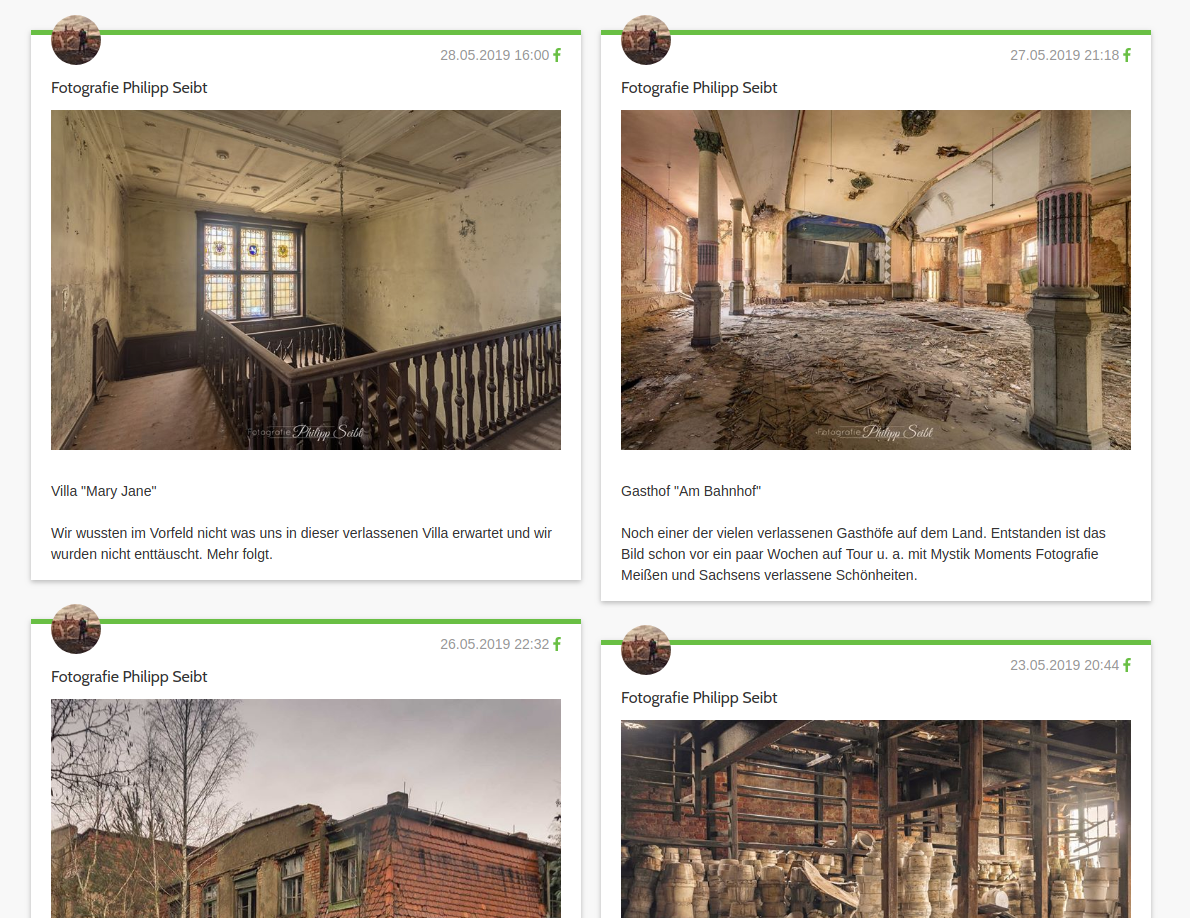 28.05.2019 16:00
Fotografie Philipp Seibt
Fotografie Philipp Seibt
Villa "Mary Jane"
Wir wussten im Vorfeld nicht was uns in dieser verlassenen Villa erwartet und wir
wurden nicht enttäuscht. Mehr folgt.
27.05.2019 21:18
Fotografie Philipp Seibt
Fotografie Philipp Seibt
Gasthof "Am Bahnhof"
Noch einer der vielen verlassenen Gasthöfe auf dem Land. Entstanden ist das
Bild schon vor ein paar Wochen auf Tour u. a. mit Mystik Moments Fotografie
Meißen und Sachsens verlassene Schönheiten.
26.05.2019 22:32
Fotografie Philipp Seibt
23.05.2019 20:44
Fotografie Philipp Seibt